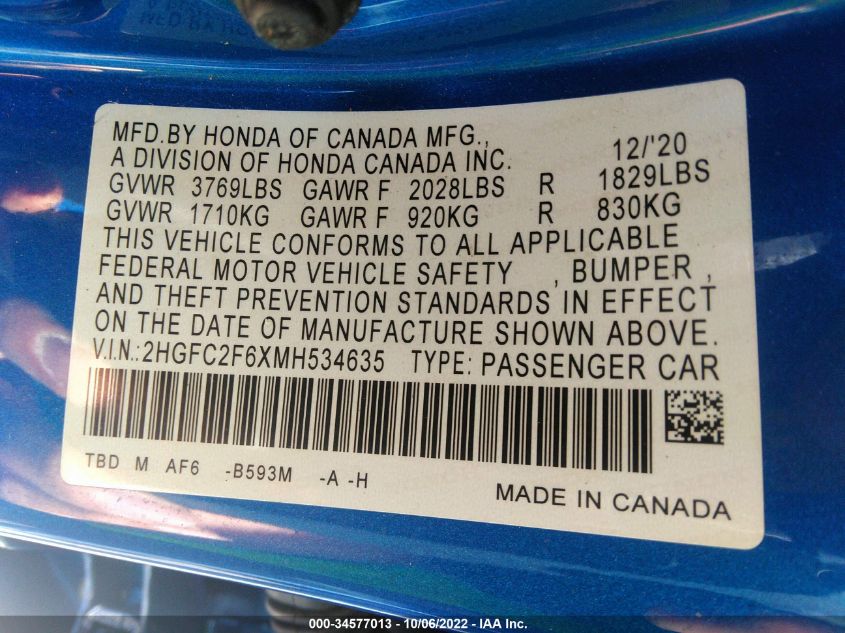 MFD.BY HONDA OF CANADA MFG.,
A DIVISION OF HONDA CANADA INC. 12/'20
GVWR 3769LBS GAWR F 2028LBS R 1829LBS
GVWR 1710KG GAWR F 920KG R 830KG
THIS VEHICLE CONFORMS TO ALL APPLICABLE
FEDERAL MOTOR VEHICLE SAFETY , BUMPER ,
AND THEFT PREVENTION STANDARDS IN EFFECT
ON THE DATE OF MANUFACTURE SHOWN ABOVE.
V.I.N.:2HGFC2F6XMH534635 TYPE: PASSENGER CAR
TBD M AF6 -B593M -A -H
MADE IN CANADA
000-34577013 - 10/06/2022 - IAA Inc.